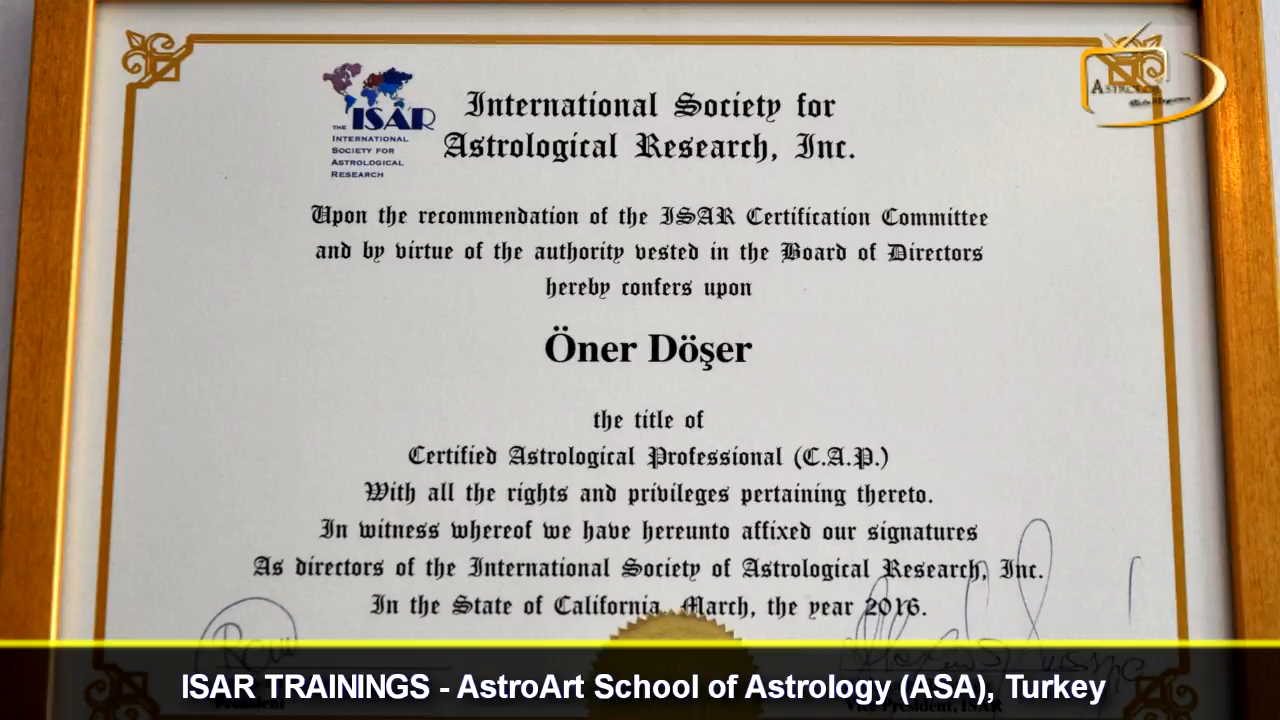 THE ISAR
INTERNATIONAL
SOCIETY FOR
ASTROLOGICAL
RESEARCH
International Society for
Astrological Research, Inc.
Upon the recommendation of the ISAR Certification Committee
and by virtue of the authority vested in the Board of Directors
hereby confers upon
Öner Döşer
the title of
Certified Astrological Professional (C.A.P.)
With all the rights and privileges pertaining thereto.
In witness whereof we have hereunto affixed our signatures
As directors of the International Society of Astrological Research, Inc.
In the State of California, March, the year 2016.
President
Vice President, ISAR
ISAR TRAININGS - AstroArt School of Astrology (ASA), Turkey